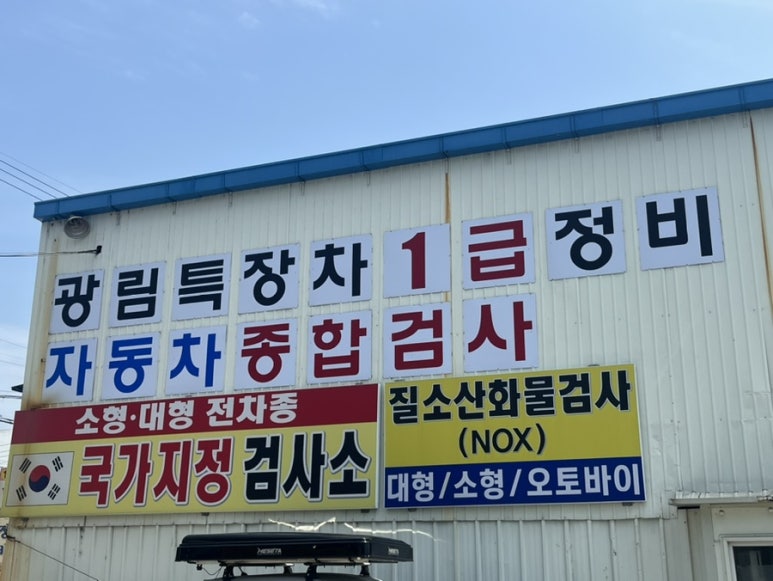 광림특장차1급정비
자동차종합검사
소형·대형 전차종
국가지정 검사소
질소산화물검사
(NOX)
대형/소형/오토바이